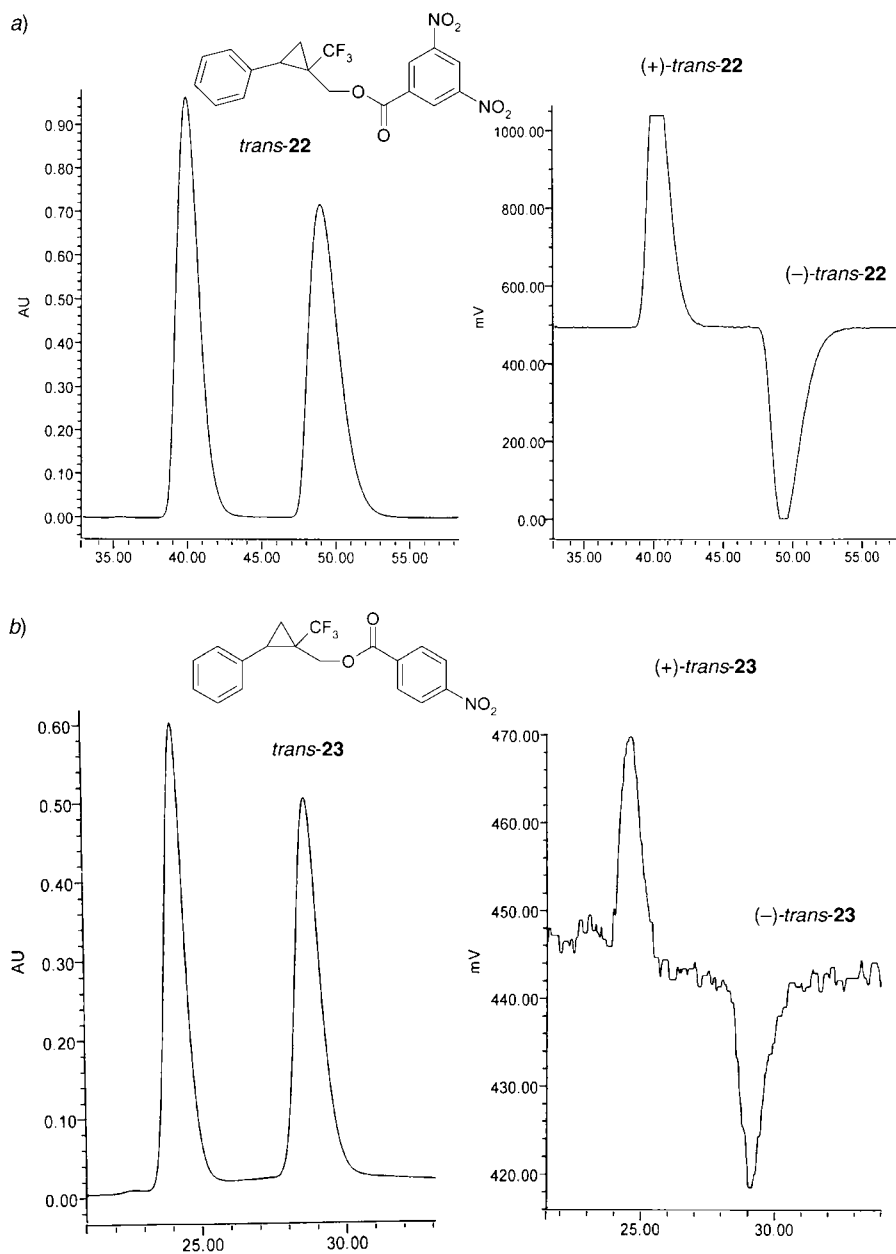 a)
NO2
CF3
O
O
NO2
trans-22
(+)-trans-22
(–)-trans-22
AU
0.90
0.80
0.70
0.60
0.50
0.40
0.30
0.20
0.10
0.00
35.00 40.00 45.00 50.00 55.00
mV
1000.00
800.00
600.00
400.00
200.00
0.00
35.00 40.00 45.00 50.00 55.00
b)
CF3
O
O
NO2
trans-23
(+)-trans-23
(–)-trans-23
AU
0.60
0.50
0.40
0.30
0.20
0.10
0.00
25.00 30.00
mV
470.00
460.00
450.00
440.00
430.00
420.00
25.00 30.00